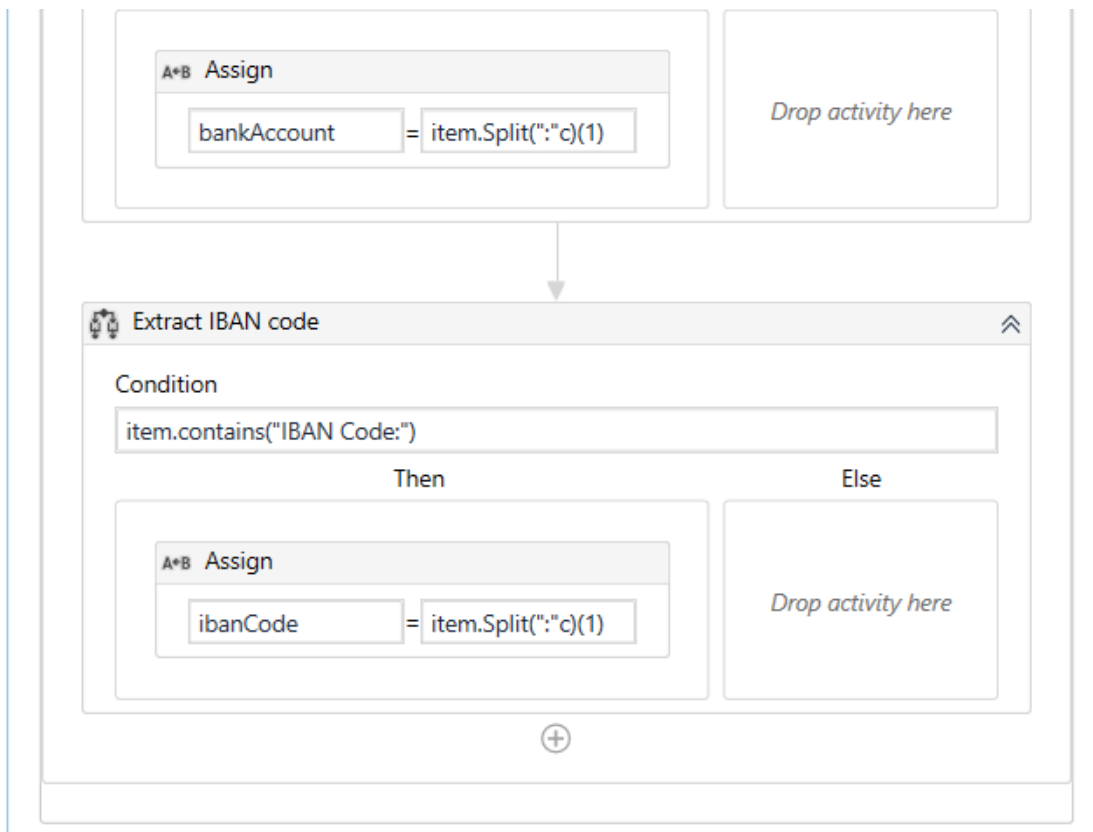 A←B Assign
bankAccount = item.Split(":"c)(1)
Drop activity here
Extract IBAN code
Condition
item.contains("IBAN Code:")
Then Else
A←B Assign
ibanCode = item.Split(":"c)(1)
Drop activity here